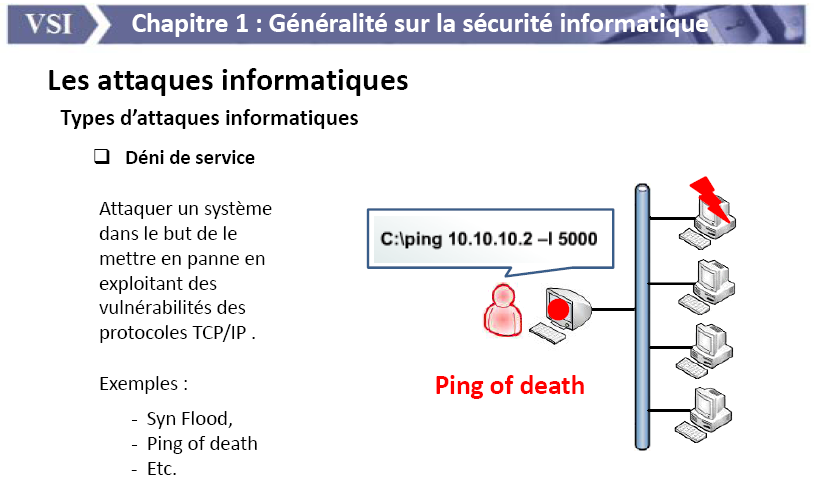 VSI
Chapitre 1 : Généralité sur la sécurité informatique
Les attaques informatiques
Types d’attaques informatiques
❑ Déni de service
Attaquer un système
dans le but de le
mettre en panne en
exploitant des
vulnérabilités des
protocoles TCP/IP .
Exemples :
- Syn Flood,
- Ping of death
- Etc.
C:\ping 10.10.10.2 –l 5000
Ping of death